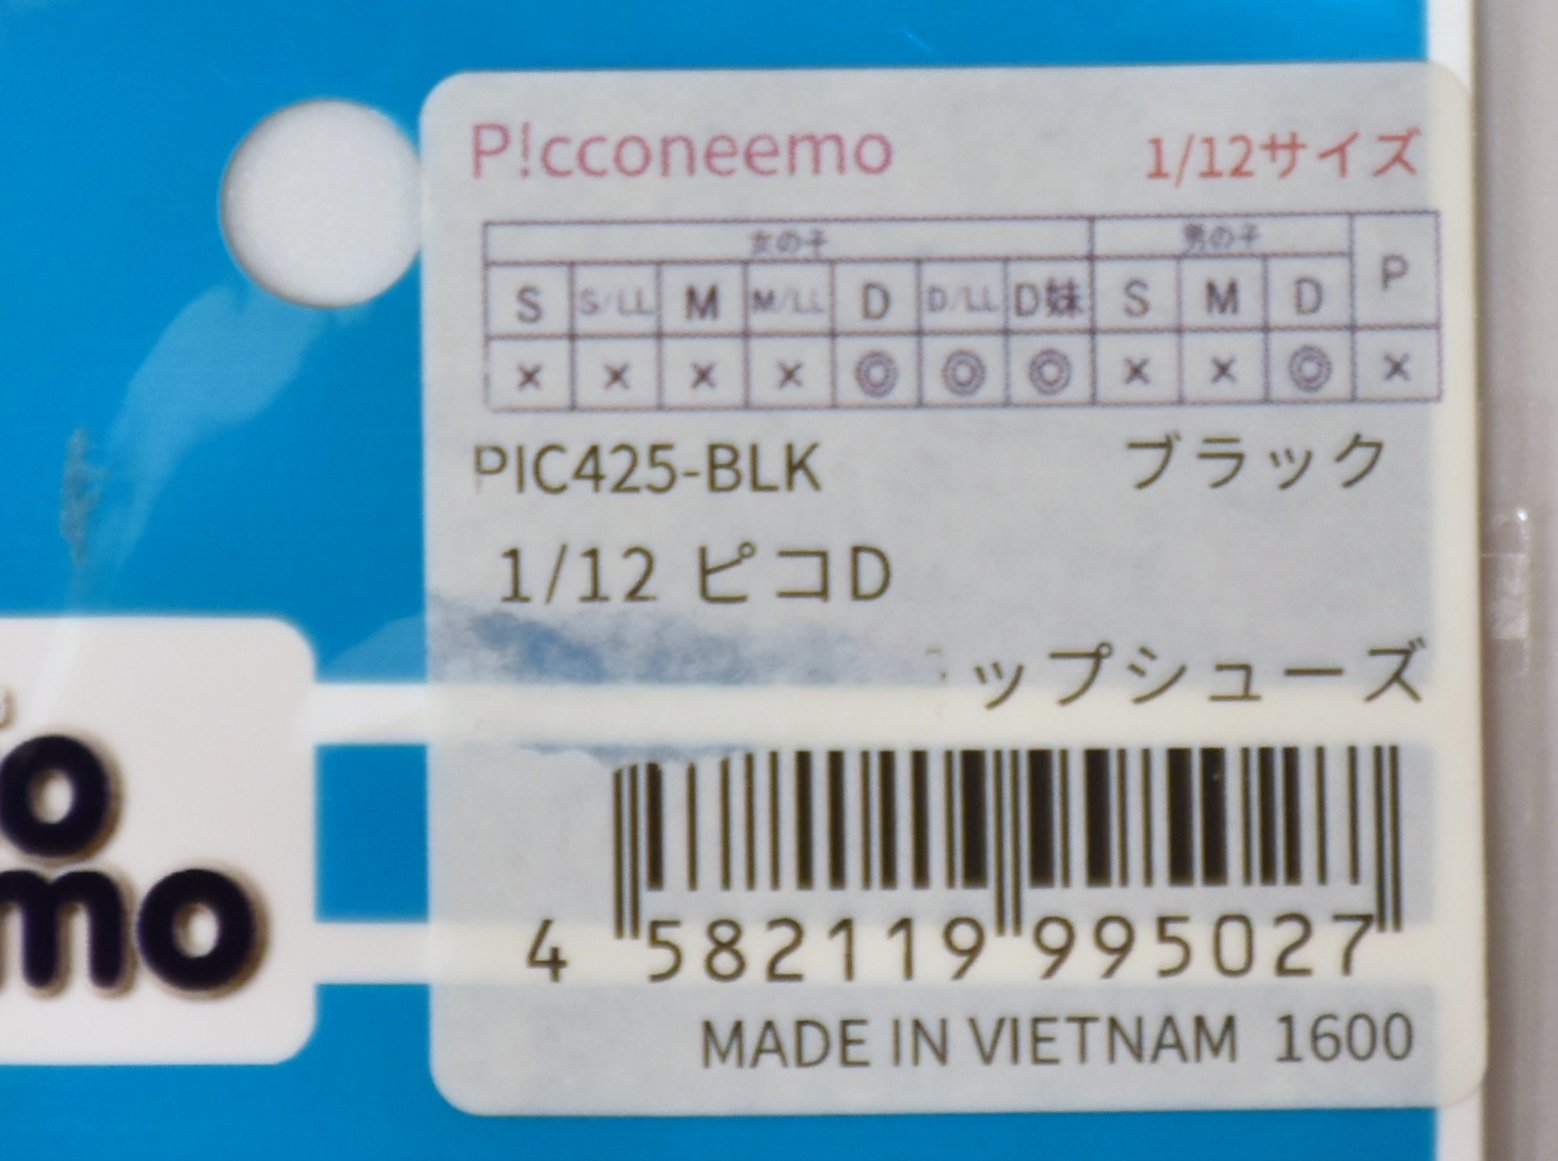 P!cconeemo 1/12サイズ
女の子 男の子 P
S S/LL M M/LL D D/LL D妹 S M D
× × × × ◎ ◎ ◎ × × ◎ ×
PIC425-BLK ブラック
1/12 ピコD
ップシューズ
4 582119 995027
MADE IN VIETNAM 1600
o
mo